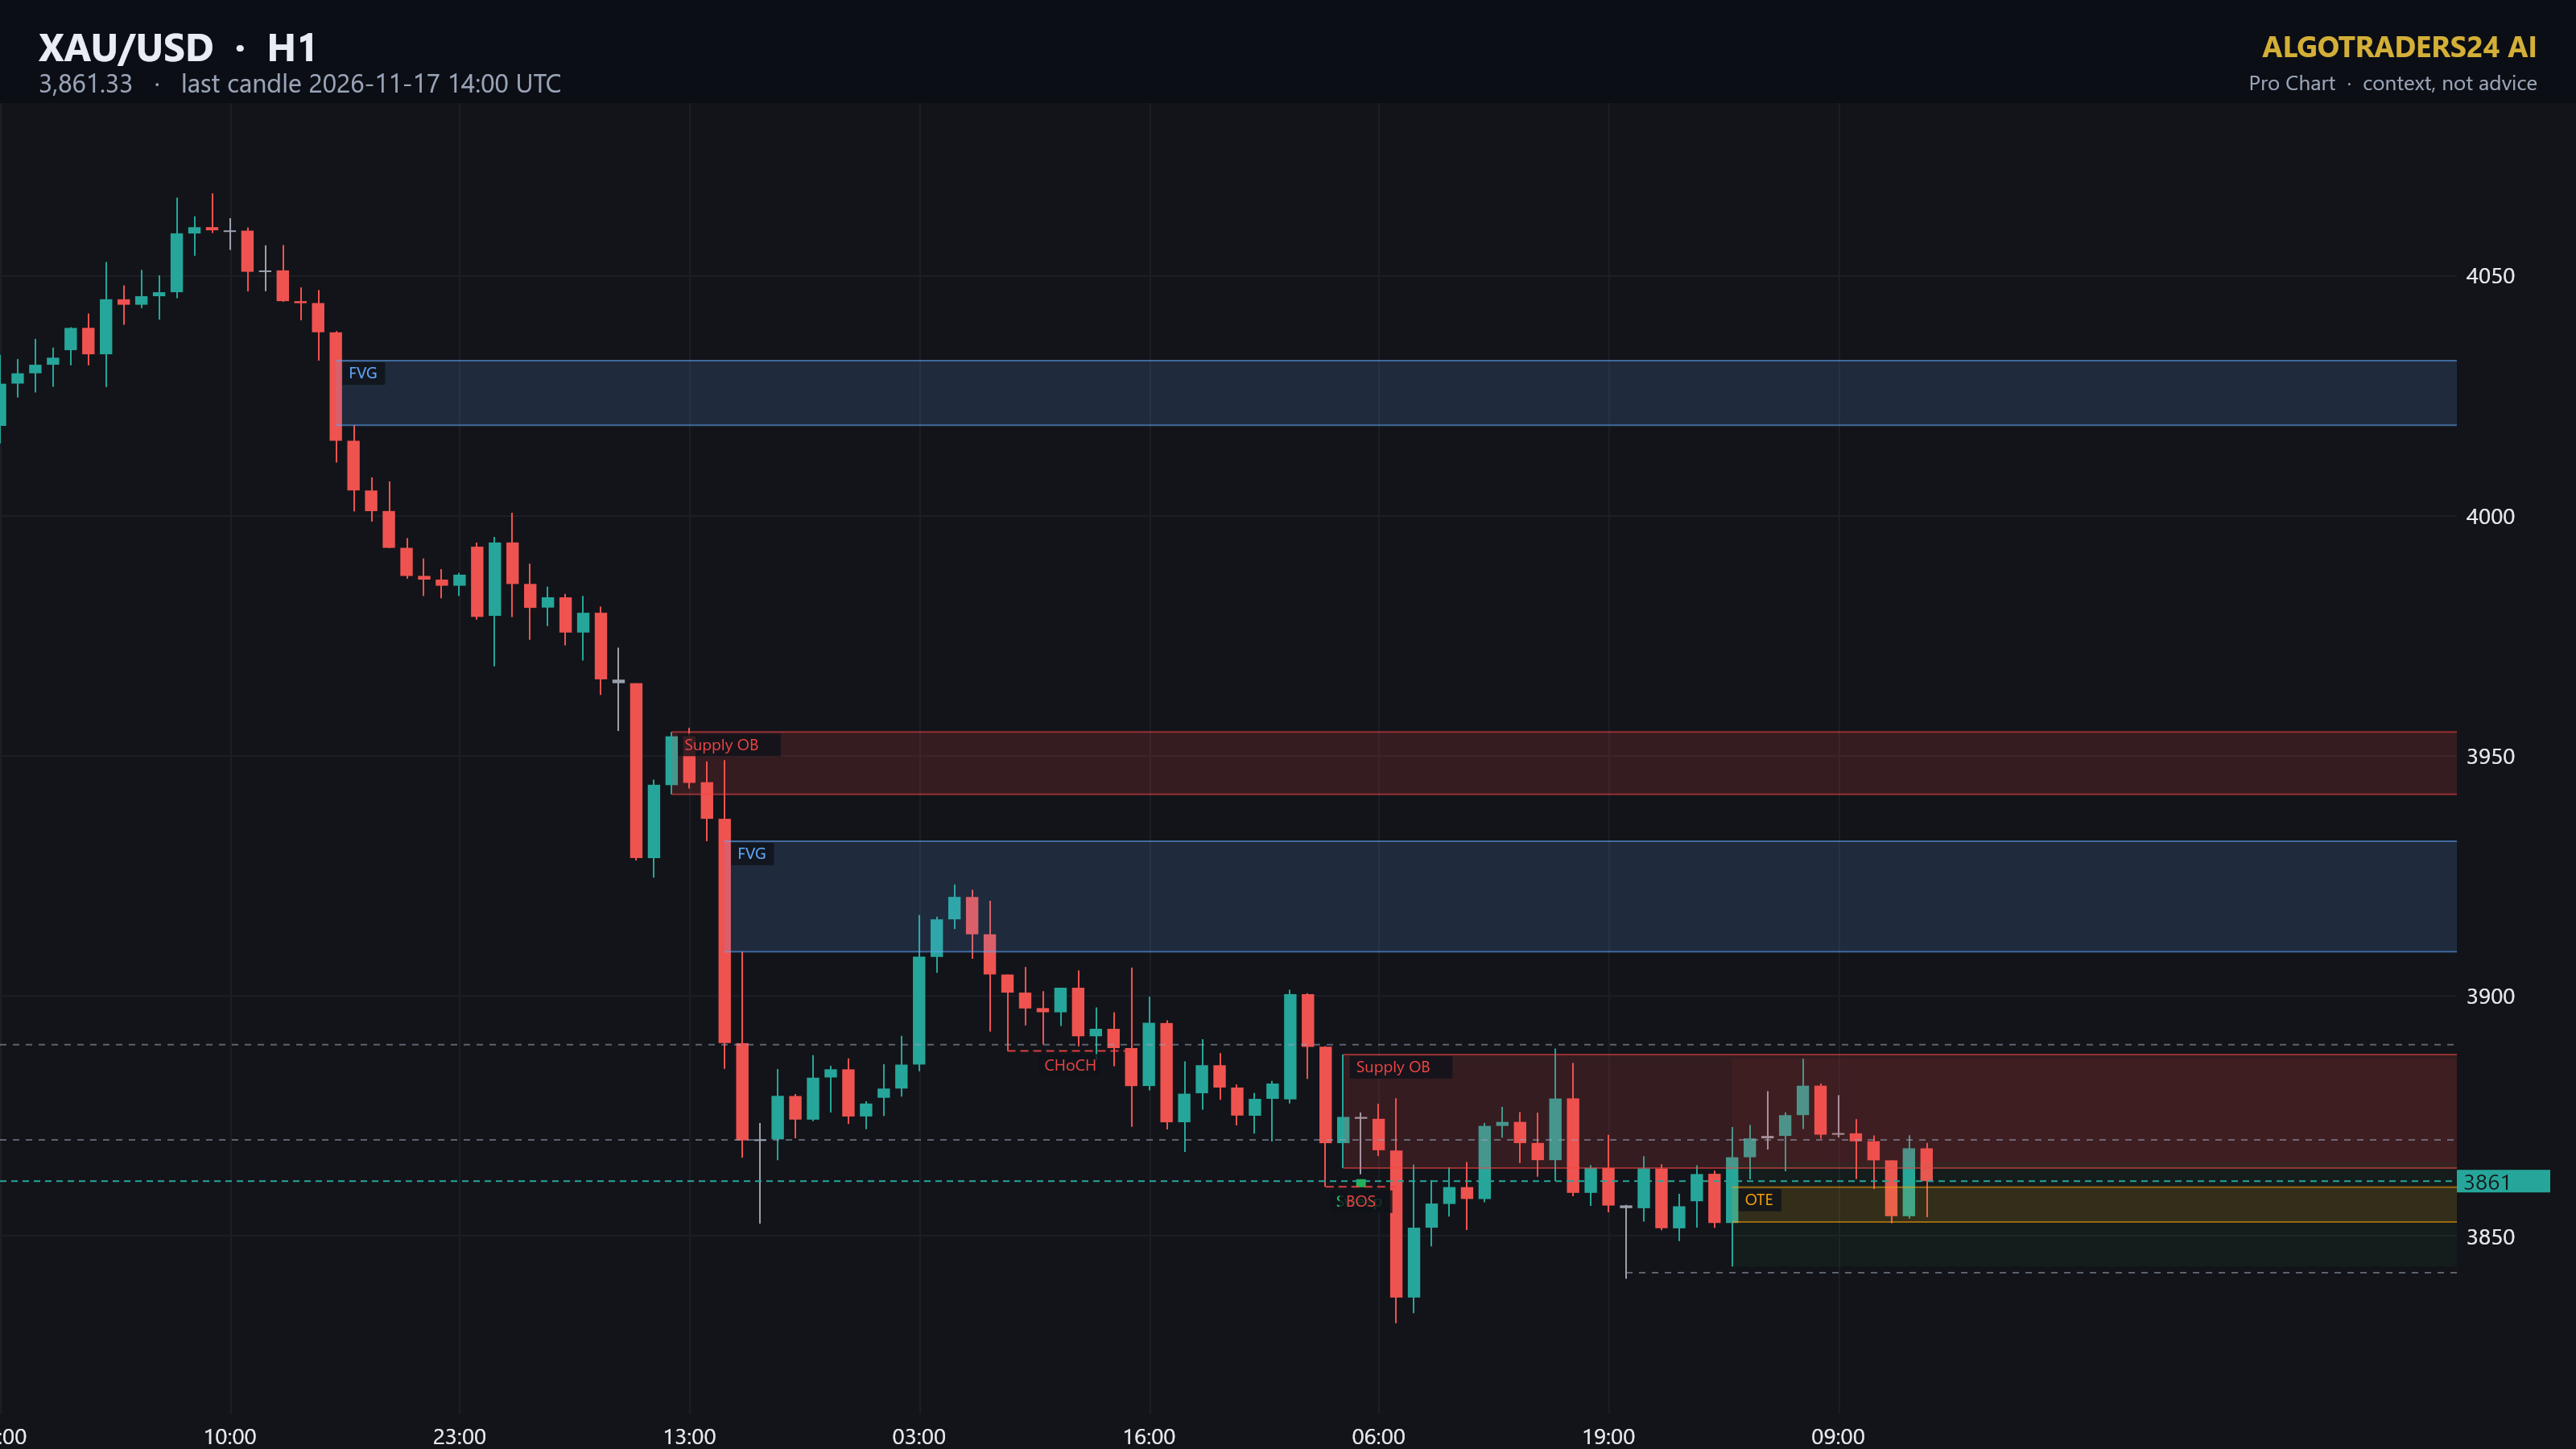 XAU/USD · H1
3,861.33 · last candle 2026-11-17 14:00 UTC
ALGOTRADERS24 AI
Pro Chart · context, not advice
4050
FVG
4000
Supply OB
3950
FVG
3900
CHoCH
Supply OB
3861
BOS
OTE
3850
:00 10:00 23:00 13:00 03:00 16:00 06:00 19:00 09:00